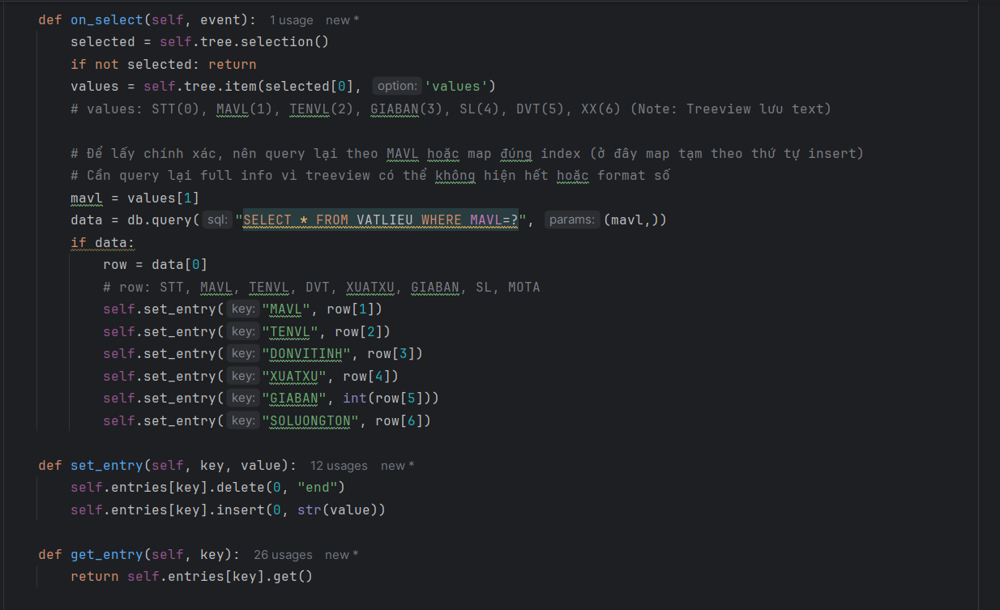 def on_select(self, event): 1 usage new *
    selected = self.tree.selection()
    if not selected: return
    values = self.tree.item(selected[0], option: 'values')
    # values: STT(0), MAVL(1), TENVL(2), GIABAN(3), SL(4), DVT(5), XX(6) (Note: Treeview lưu text)
    # Để lấy chính xác, nên query lại theo MAVL hoặc map đúng index (ở đây map tạm theo thứ tự insert)
    # Cần query lại full info vì treeview có thể không hiện hết hoặc format số
    mavl = values[1]
    data = db.query( sql: "SELECT * FROM VATLIEU WHERE MAVL=?", params: (mavl,))
    if data:
        row = data[0]
        # row: STT, MAVL, TENVL, DVT, XUATXU, GIABAN, SL, MOTA
        self.set_entry( key: "MAVL", row[1])
        self.set_entry( key: "TENVL", row[2])
        self.set_entry( key: "DONVITINH", row[3])
        self.set_entry( key: "XUATXU", row[4])
        self.set_entry( key: "GIABAN", int(row[5]))
        self.set_entry( key: "SOLUONGTON", row[6])
def set_entry(self, key, value): 12 usages new *
    self.entries[key].delete(0, "end")
    self.entries[key].insert(0, str(value))
def get_entry(self, key): 26 usages new *
    return self.entries[key].get()